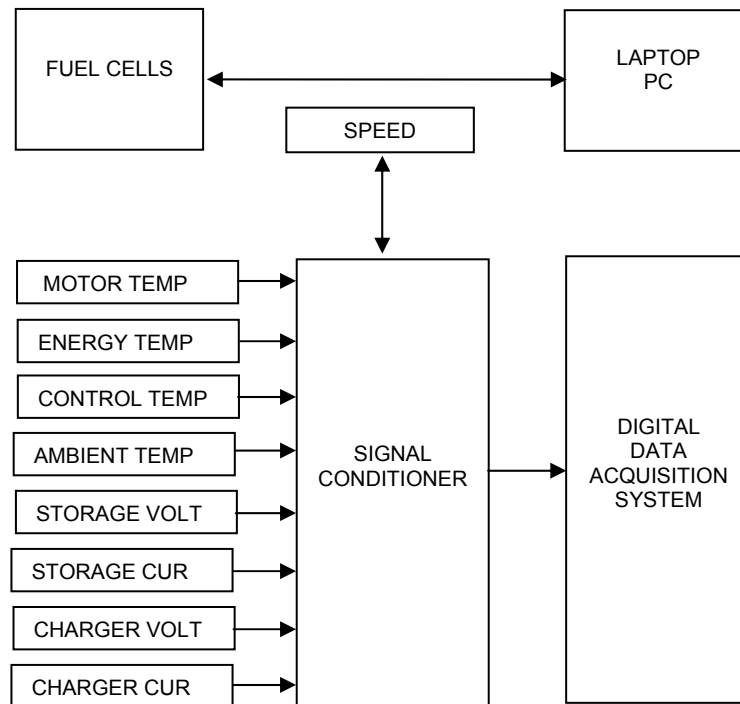 FUEL CELLS
LAPTOP
PC
SPEED
MOTOR TEMP
ENERGY TEMP
CONTROL TEMP
AMBIENT TEMP
STORAGE VOLT
STORAGE CUR
CHARGER VOLT
CHARGER CUR
SIGNAL
CONDITIONER
DIGITAL
DATA
ACQUISITION
SYSTEM